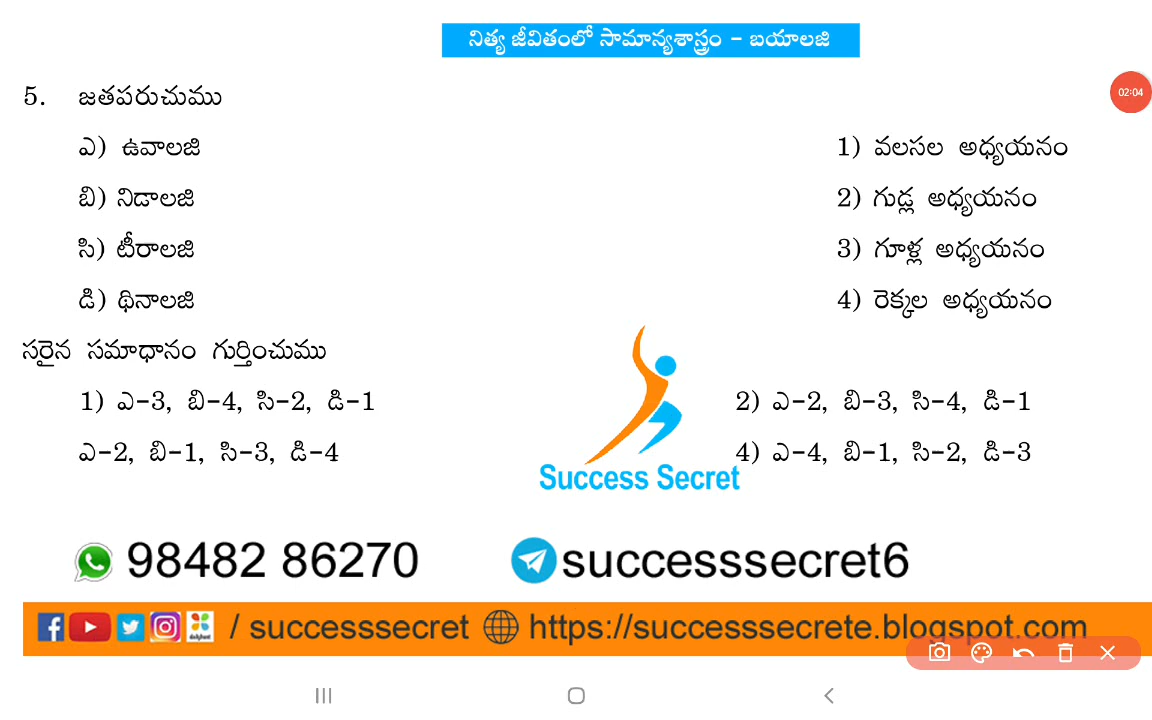 నిత్య జీవితంలో సామాన్యశాస్త్రం - బయాలజి
02:04
5. జతపరుచుము
ఎ) ఉవాలజి 1) వలసల అధ్యయనం
బి) నిడాలజి 2) గుడ్ల అధ్యయనం
సి) టీరాలజి 3) గూళ్ల అధ్యయనం
డి) థినాలజి 4) రెక్కల అధ్యయనం
సరైన సమాధానం గుర్తించుము
1) ఎ-3, బి-4, సి-2, డి-1 2) ఎ-2, బి-3, సి-4, డి-1
ఎ-2, బి-1, సి-3, డి-4 4) ఎ-4, బి-1, సి-2, డి-3
Success Secret
98482 86270 successsecret6
/ successsecret https://successsecrete.blogspot.com